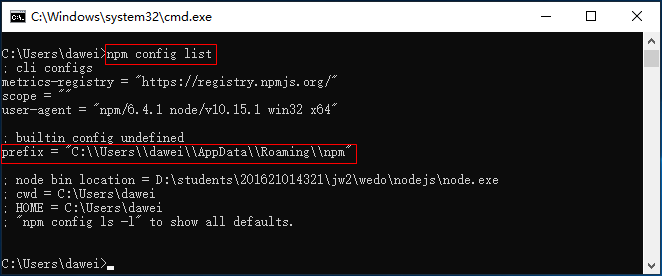 C:\Windows\system32\cmd.exe
C:\Users\dawei>npm config list
; cli configs
metrics-registry = "https://registry.npmjs.org/"
scope = ""
user-agent = "npm/6.4.1 node/v10.15.1 win32 x64"
; builtin config undefined
prefix = "C:\\Users\\dawei\\AppData\\Roaming\\npm"
; node bin location = D:\students\201621014321\jw2\wedo\nodejs\node.exe
; cwd = C:\Users\dawei
; HOME = C:\Users\dawei
; "npm config ls -l" to show all defaults.
C:\Users\dawei>